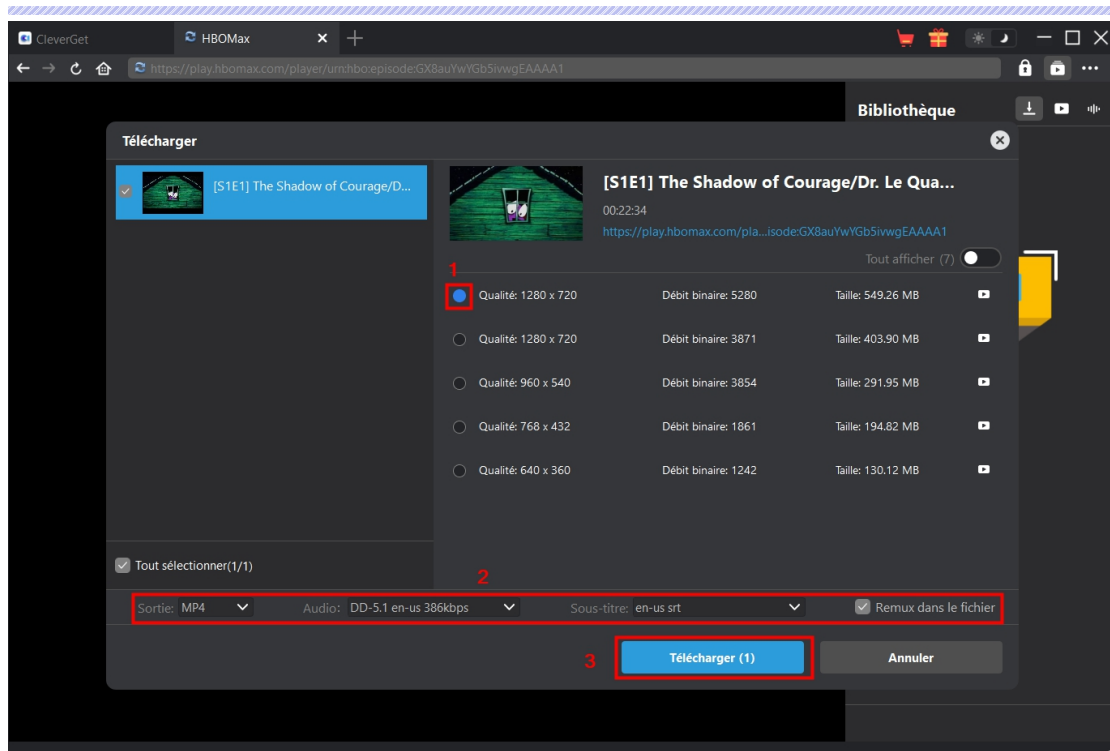 CleverGet
HBOMax
https://play.hbomax.com/player/urn:hbo:episode:GX8auYwYGb5ivwgEAAAA1
Bibliothèque
Télécharger
[S1E1] The Shadow of Courage/D...
[S1E1] The Shadow of Courage/Dr. Le Qua...
00:22:34
https://play.hbomax.com/pla...isode:GX8auYwYGb5ivwgEAAAA1
Tout afficher (7)
1
Qualité: 1280 x 720 Débit binaire: 5280 Taille: 549.26 MB
Qualité: 1280 x 720 Débit binaire: 3871 Taille: 403.90 MB
Qualité: 960 x 540 Débit binaire: 3854 Taille: 291.95 MB
Qualité: 768 x 432 Débit binaire: 1861 Taille: 194.82 MB
Qualité: 640 x 360 Débit binaire: 1242 Taille: 130.12 MB
Tout sélectionner(1/1)
2
Sortie: MP4 Audio: DD-5.1 en-us 386kbps Sous-titre: en-us srt Remux dans le fichier
3 Télécharger (1) Annuler